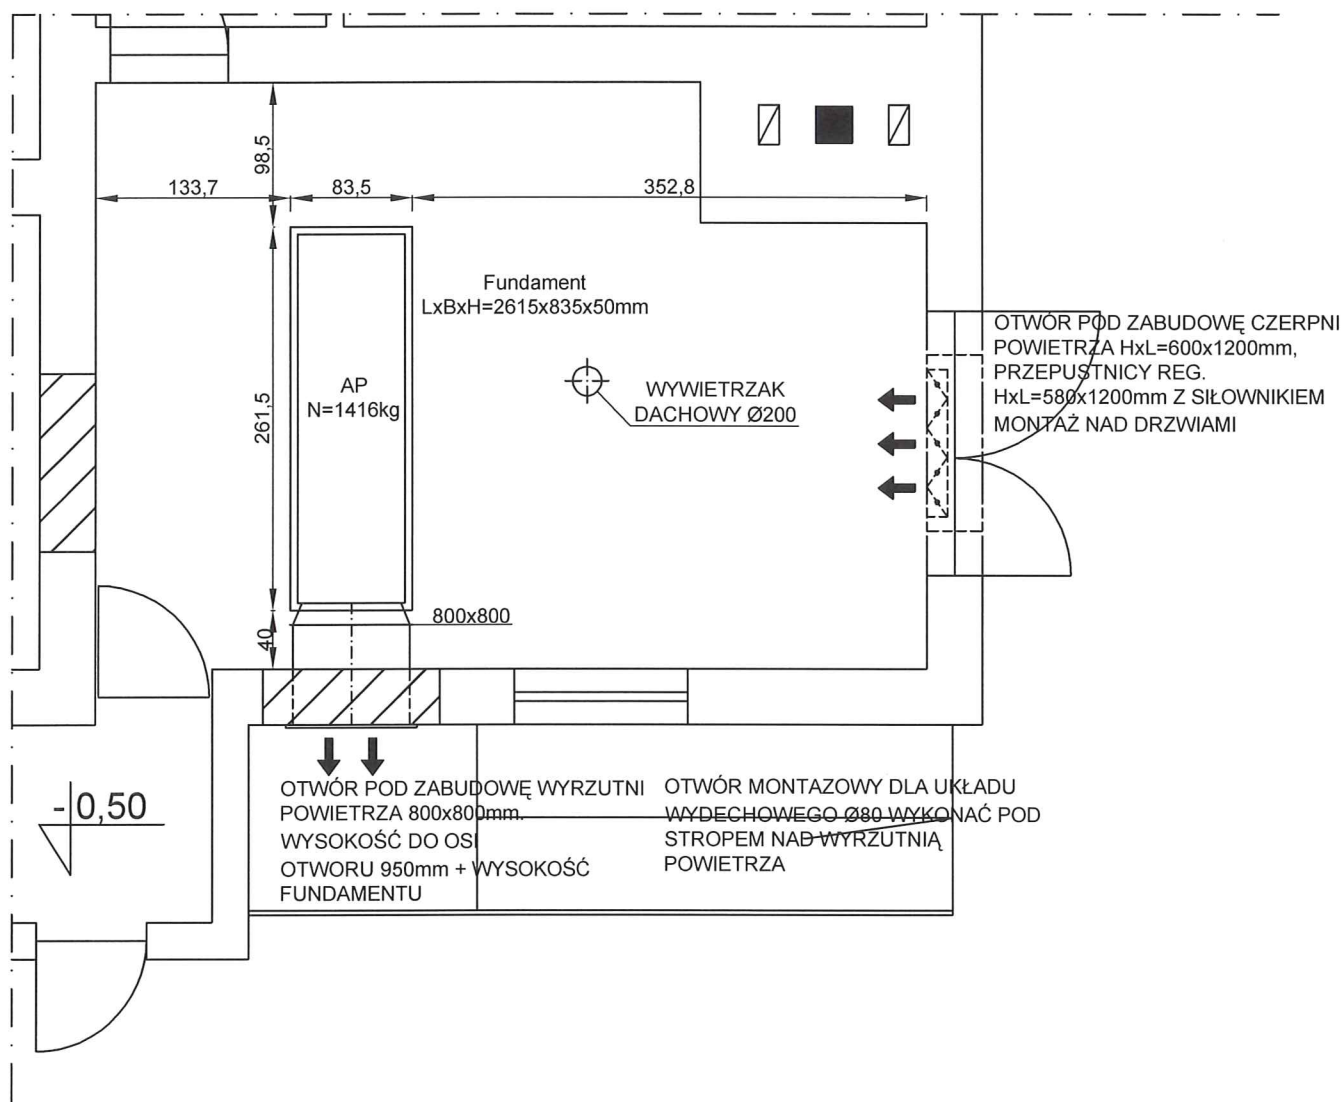 98,5
133,7
83,5
352,8
Fundament
LxBxH=2615x835x50mm
OTWÓR POD ZABUDOWĘ CZERPNI
POWIETRZA HxL=600x1200mm,
PRZEPUSTNICY REG.
HxL=580x1200mm Z SIŁOWNIKIEM
MONTAŻ NAD DRZWIAMI
AP
N=1416kg
261,5
WYWIETRZAK
DACHOWY Ø200
800x800
40
-0,50
OTWÓR POD ZABUDOWĘ WYRZUTNI
POWIETRZA 800x800mm.
WYSOKOŚĆ DO OSI
OTWORU 950mm + WYSOKOŚĆ
FUNDAMENTU
OTWÓR MONTAZOWY DLA UKŁADU
WYDECHOWEGO Ø80 WYKONAĆ POD
STROPEM NAD WYRZUTNIĄ
POWIETRZA